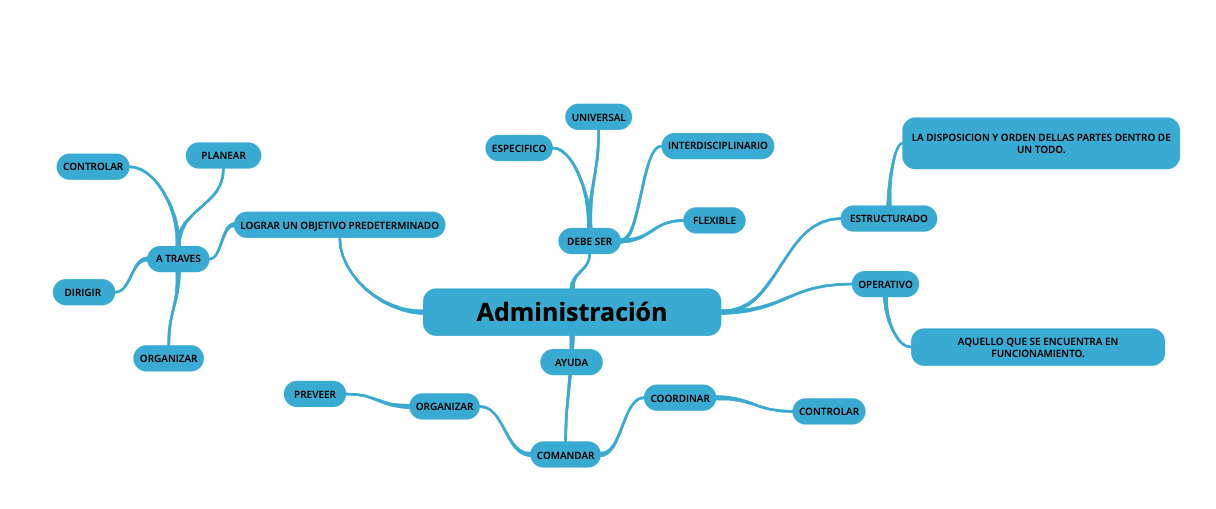 UNIVERSAL
ESPECIFICO
INTERDISCIPLINARIO
LA DISPOSICION Y ORDEN DELLAS PARTES DENTRO DE
UN TODO.
PLANEAR
CONTROLAR
LOGRAR UN OBJETIVO PREDETERMINADO
FLEXIBLE
ESTRUCTURADO
DEBE SER
A TRAVES
DIRIGIR
OPERATIVO
Administración
AQUELLO QUE SE ENCUENTRA EN
FUNCIONAMIENTO.
ORGANIZAR
AYUDA
PREVEER
ORGANIZAR
COORDINAR
CONTROLAR
COMANDAR